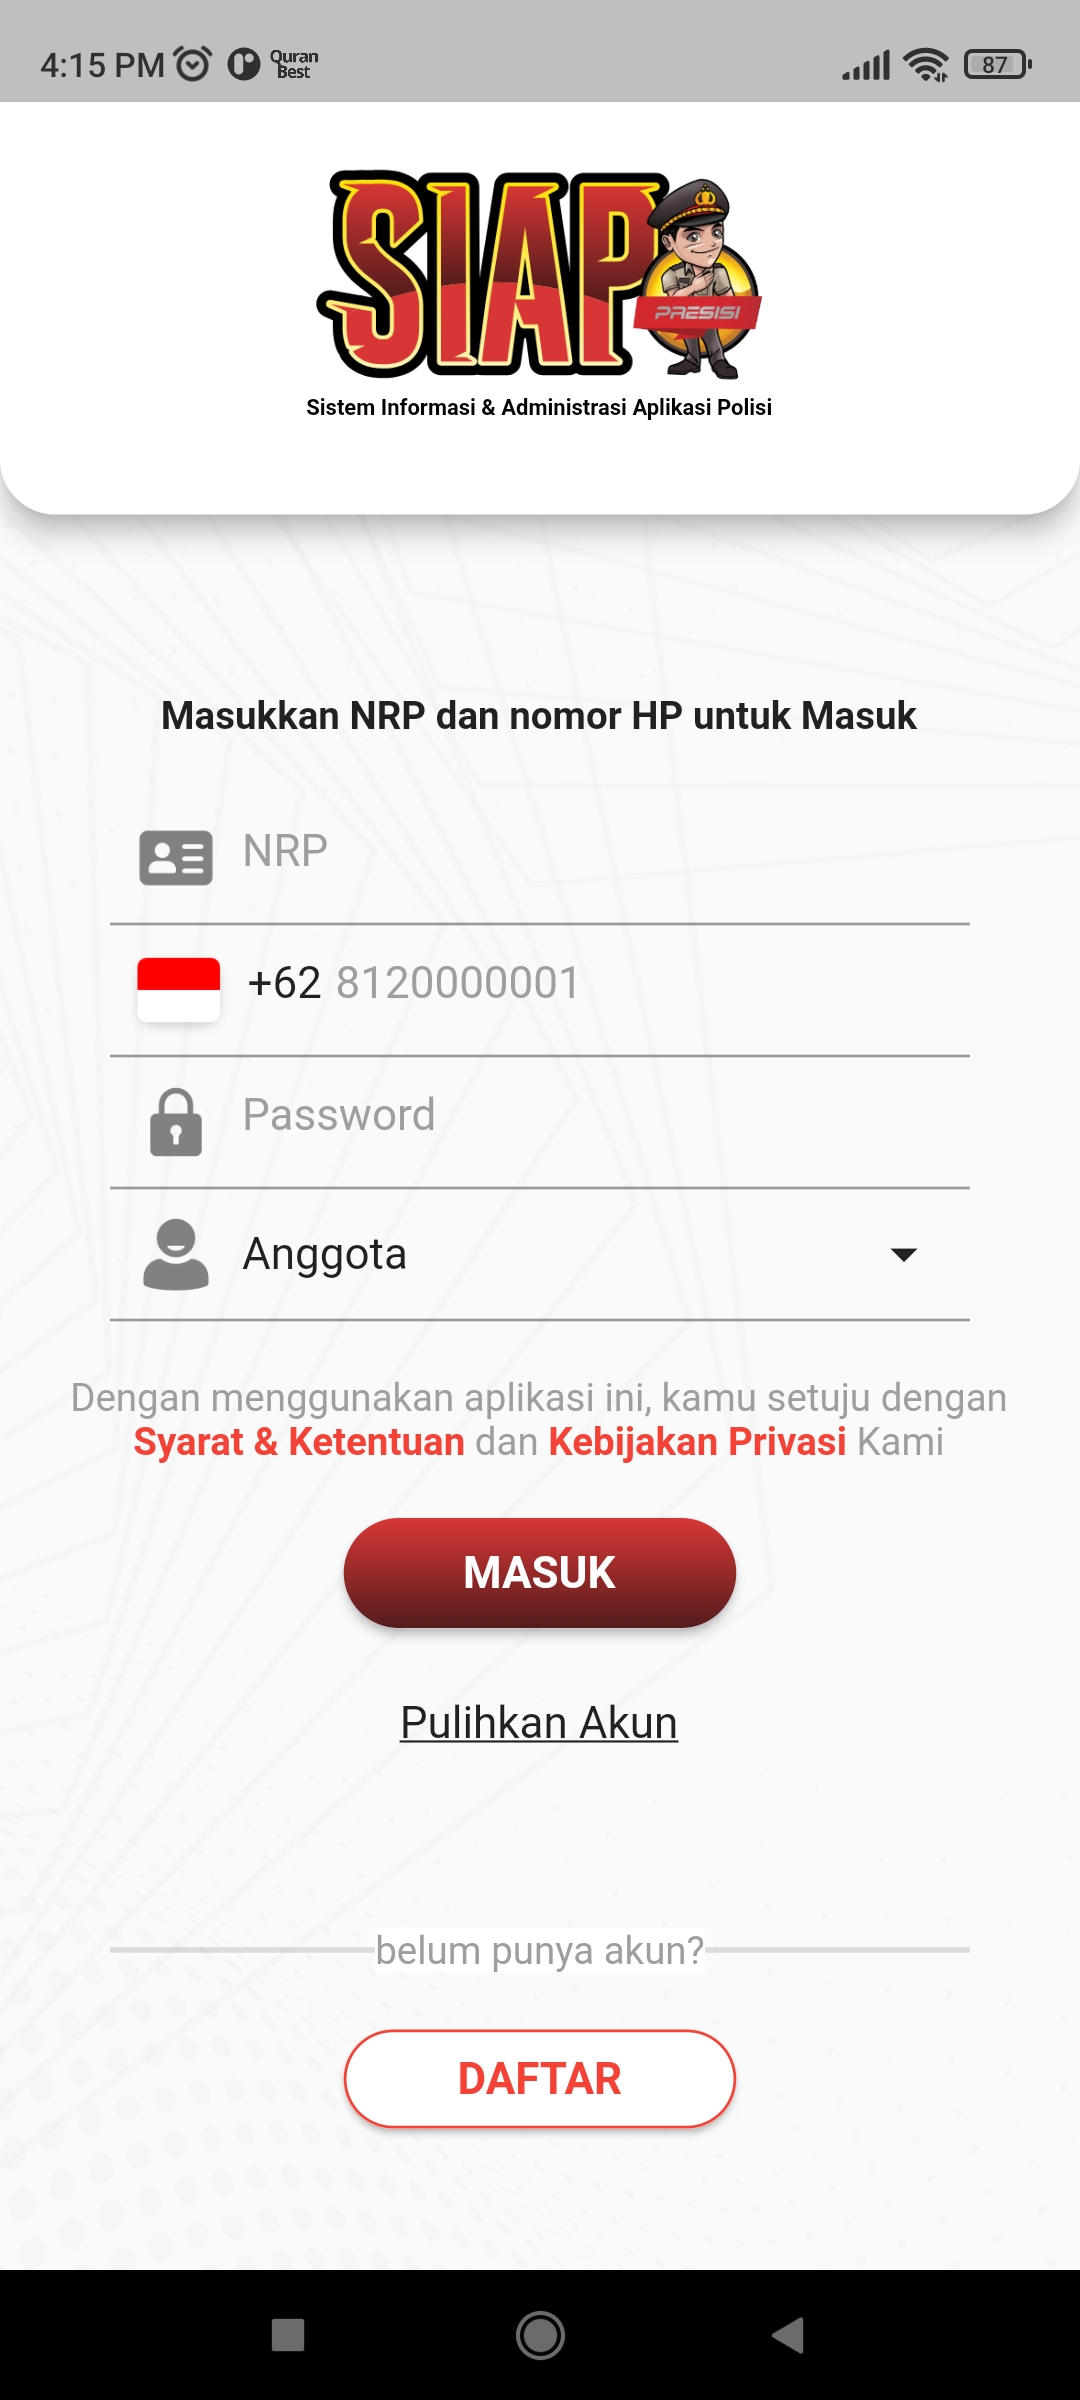 4:15 PM
Quran
Best
87
SIAP
PRESISI
Sistem Informasi & Administrasi Aplikasi Polisi
Masukkan NRP dan nomor HP untuk Masuk
NRP
+62 8120000001
Password
Anggota
Dengan menggunakan aplikasi ini, kamu setuju dengan
Syarat & Ketentuan dan Kebijakan Privasi Kami
MASUK
Pulihkan Akun
belum punya akun?
DAFTAR